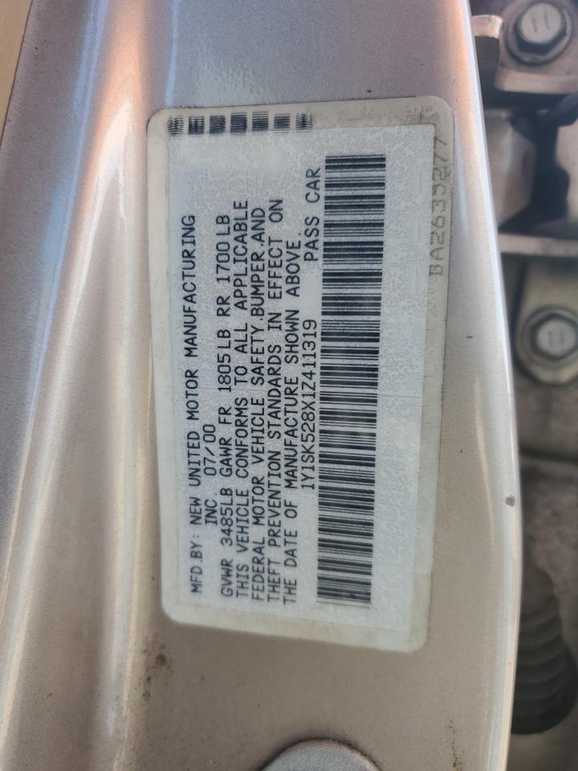 MFD.BY: NEW UNITED MOTOR MANUFACTURING
INC 07/00
GVWR 3485LB GAWR FR 1805LB RR 1700LB
THIS VEHICLE CONFORMS TO ALL APPLICABLE
FEDERAL MOTOR VEHICLE SAFETY.BUMPER.AND
THEFT PREVENTION STANDARDS IN EFFECT ON
THE DATE OF MANUFACTURE SHOWN ABOVE.
1Y1SK528X1Z411319 PASS CAR